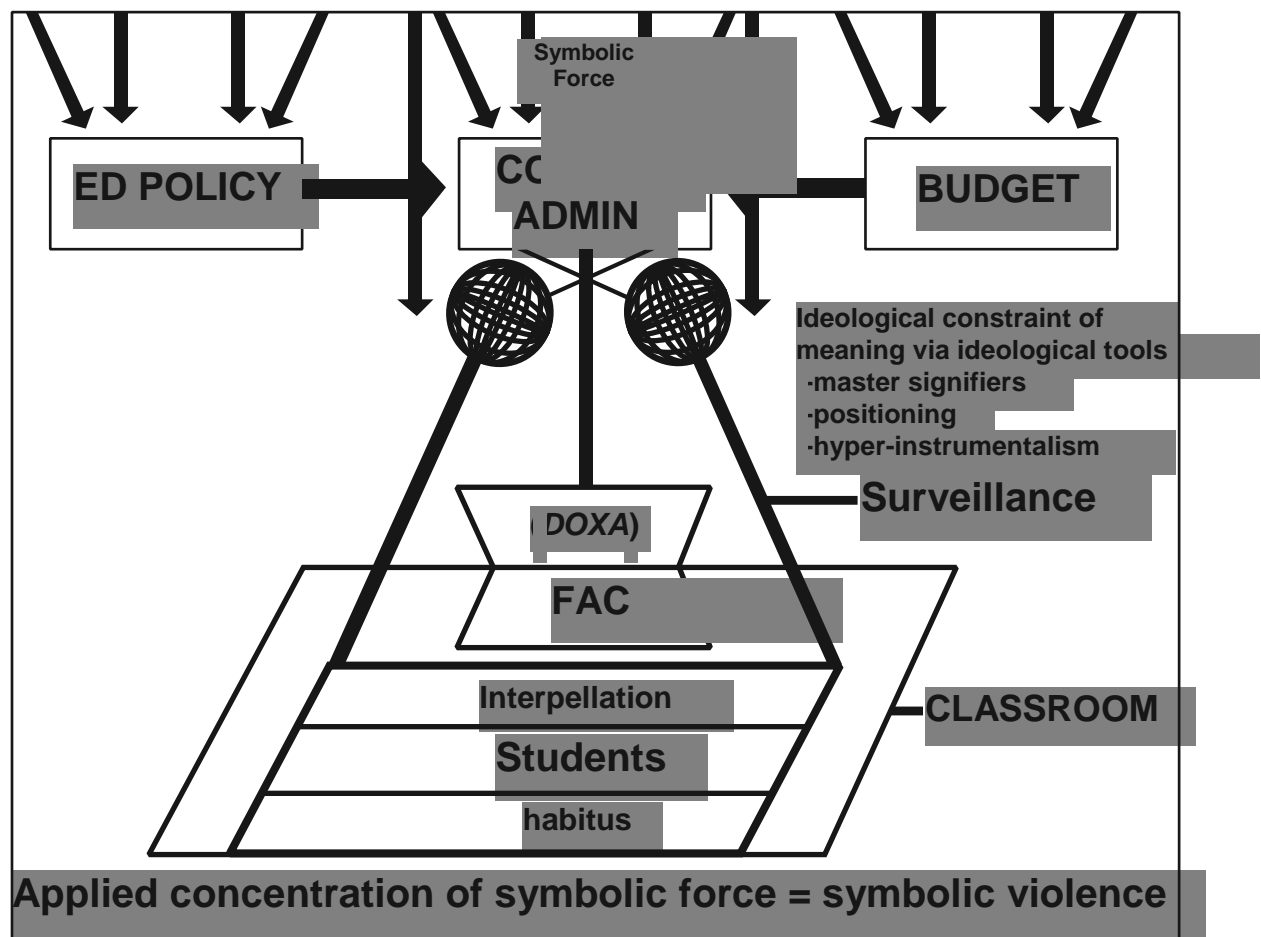 Symbolic
Force
ED POLICY
ADMIN
BUDGET
Ideological constraint of
meaning via ideological tools
·master signifiers
·positioning
·hyper-instrumentalism
Surveillance
(DOXA)
FAC
Interpellation
CLASSROOM
Students
habitus
Applied concentration of symbolic force = symbolic violence